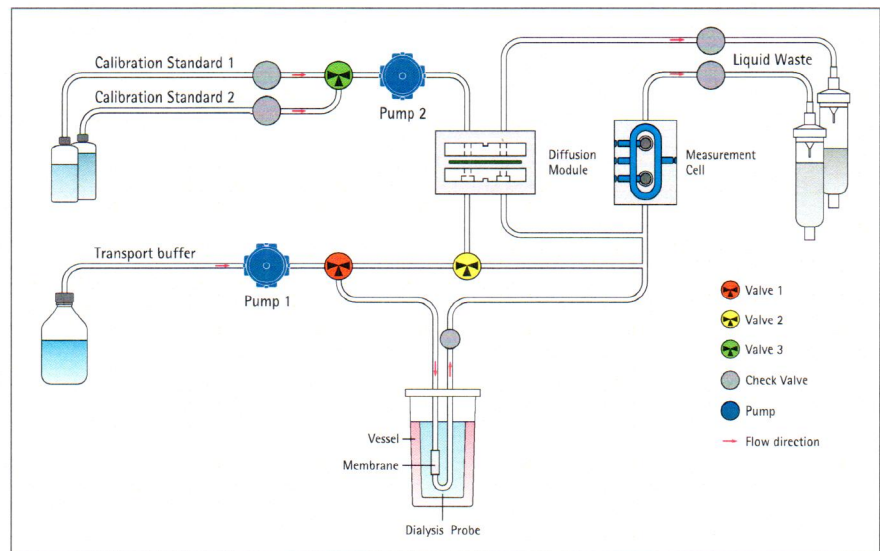 Calibration Standard 1
Calibration Standard 2
Pump 2
Liquid Waste
Diffusion
Module
Measurement
Cell
Transport buffer
Pump 1
Valve 1
Valve 2
Valve 3
Check Valve
Pump
Flow direction
Vessel
Membrane
Dialysis Probe